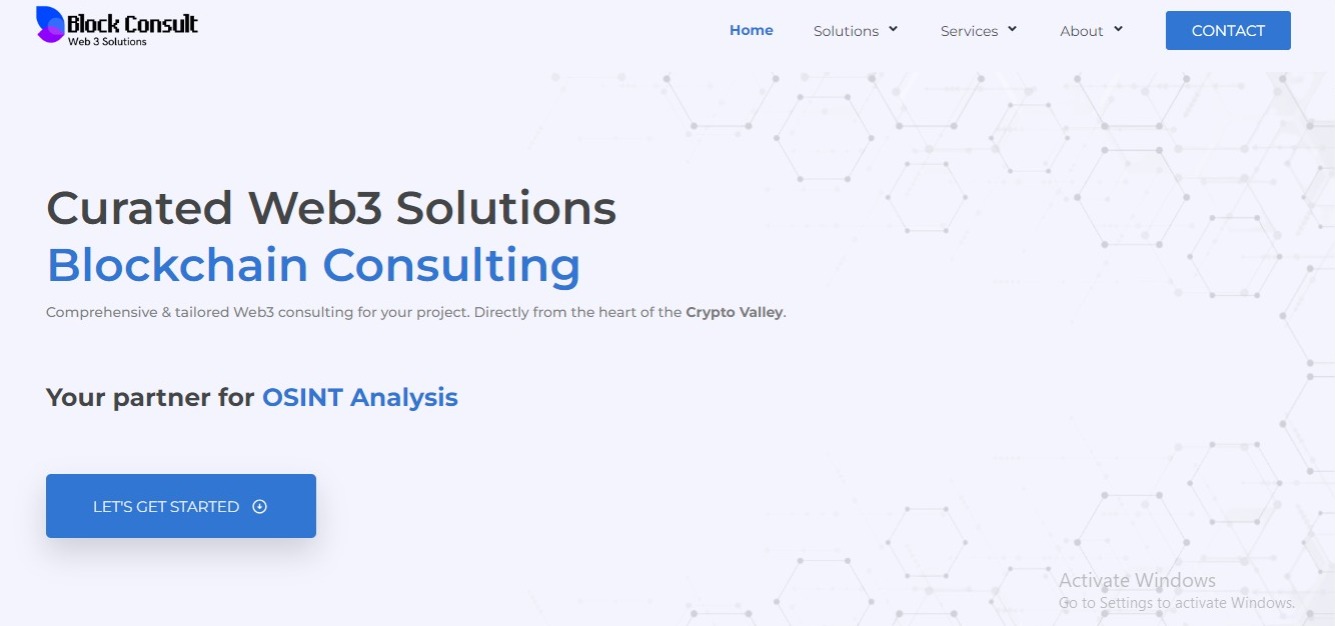 Block Consult
Web 3 Solutions
Home
Solutions
Services
About
CONTACT
Curated Web3 Solutions
Blockchain Consulting
Comprehensive & tailored Web3 consulting for your project. Directly from the heart of the Crypto Valley.
Your partner for OSINT Analysis
LET'S GET STARTED
Activate Windows
Go to Settings to activate Windows.